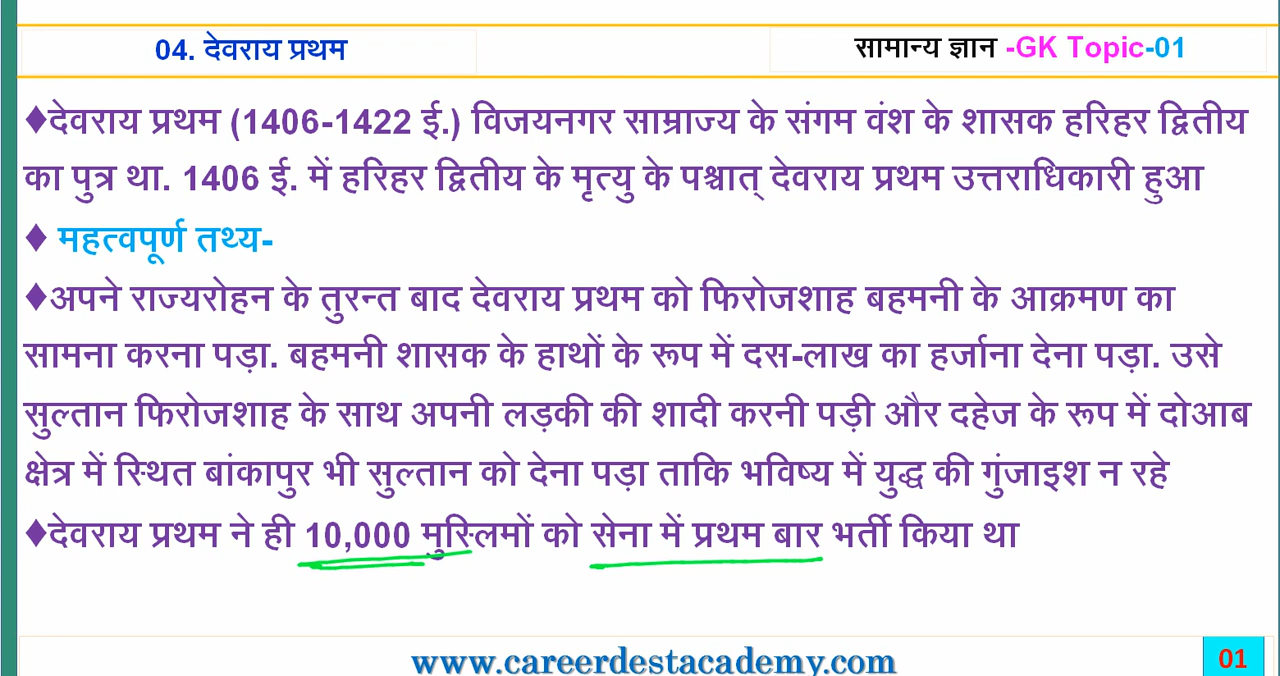 04. देवराय प्रथम
सामान्य ज्ञान -GK Topic-01
♦देवराय प्रथम (1406-1422 ई.) विजयनगर साम्राज्य के संगम वंश के शासक हरिहर द्वितीय
का पुत्र था. 1406 ई. में हरिहर द्वितीय के मृत्यु के पश्चात् देवराय प्रथम उत्तराधिकारी हुआ
♦ महत्वपूर्ण तथ्य-
♦अपने राज्यरोहन के तुरन्त बाद देवराय प्रथम को फिरोजशाह बहमनी के आक्रमण का
सामना करना पड़ा. बहमनी शासक के हाथों के रूप में दस-लाख का हर्जाना देना पड़ा. उसे
सुल्तान फिरोजशाह के साथ अपनी लड़की की शादी करनी पड़ी और दहेज के रूप में दोआब
क्षेत्र में स्थित बांकापुर भी सुल्तान को देना पड़ा ताकि भविष्य में युद्ध की गुंजाइश न रहे
♦देवराय प्रथम ने ही 10,000 मुस्लिमों को सेना में प्रथम बार भर्ती किया था
www.careerdestacademy.com
01